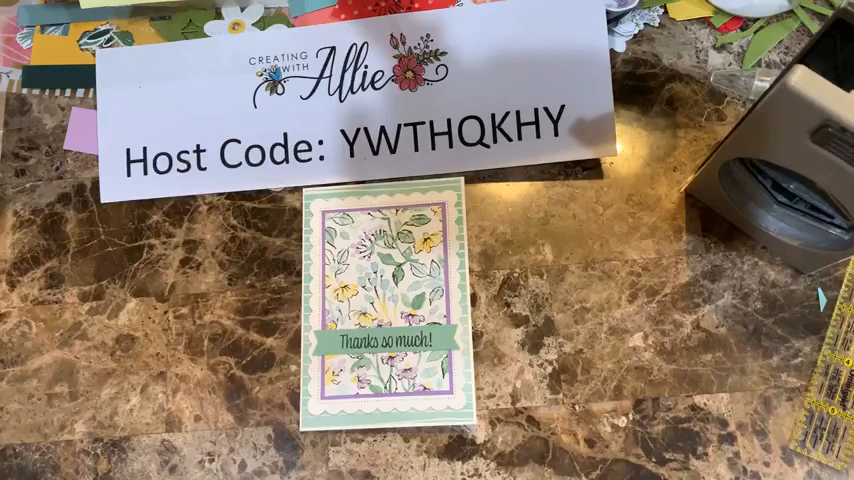 CREATING
WITH
Allie
Host Code: YWTHQKHY
Thanks so much!